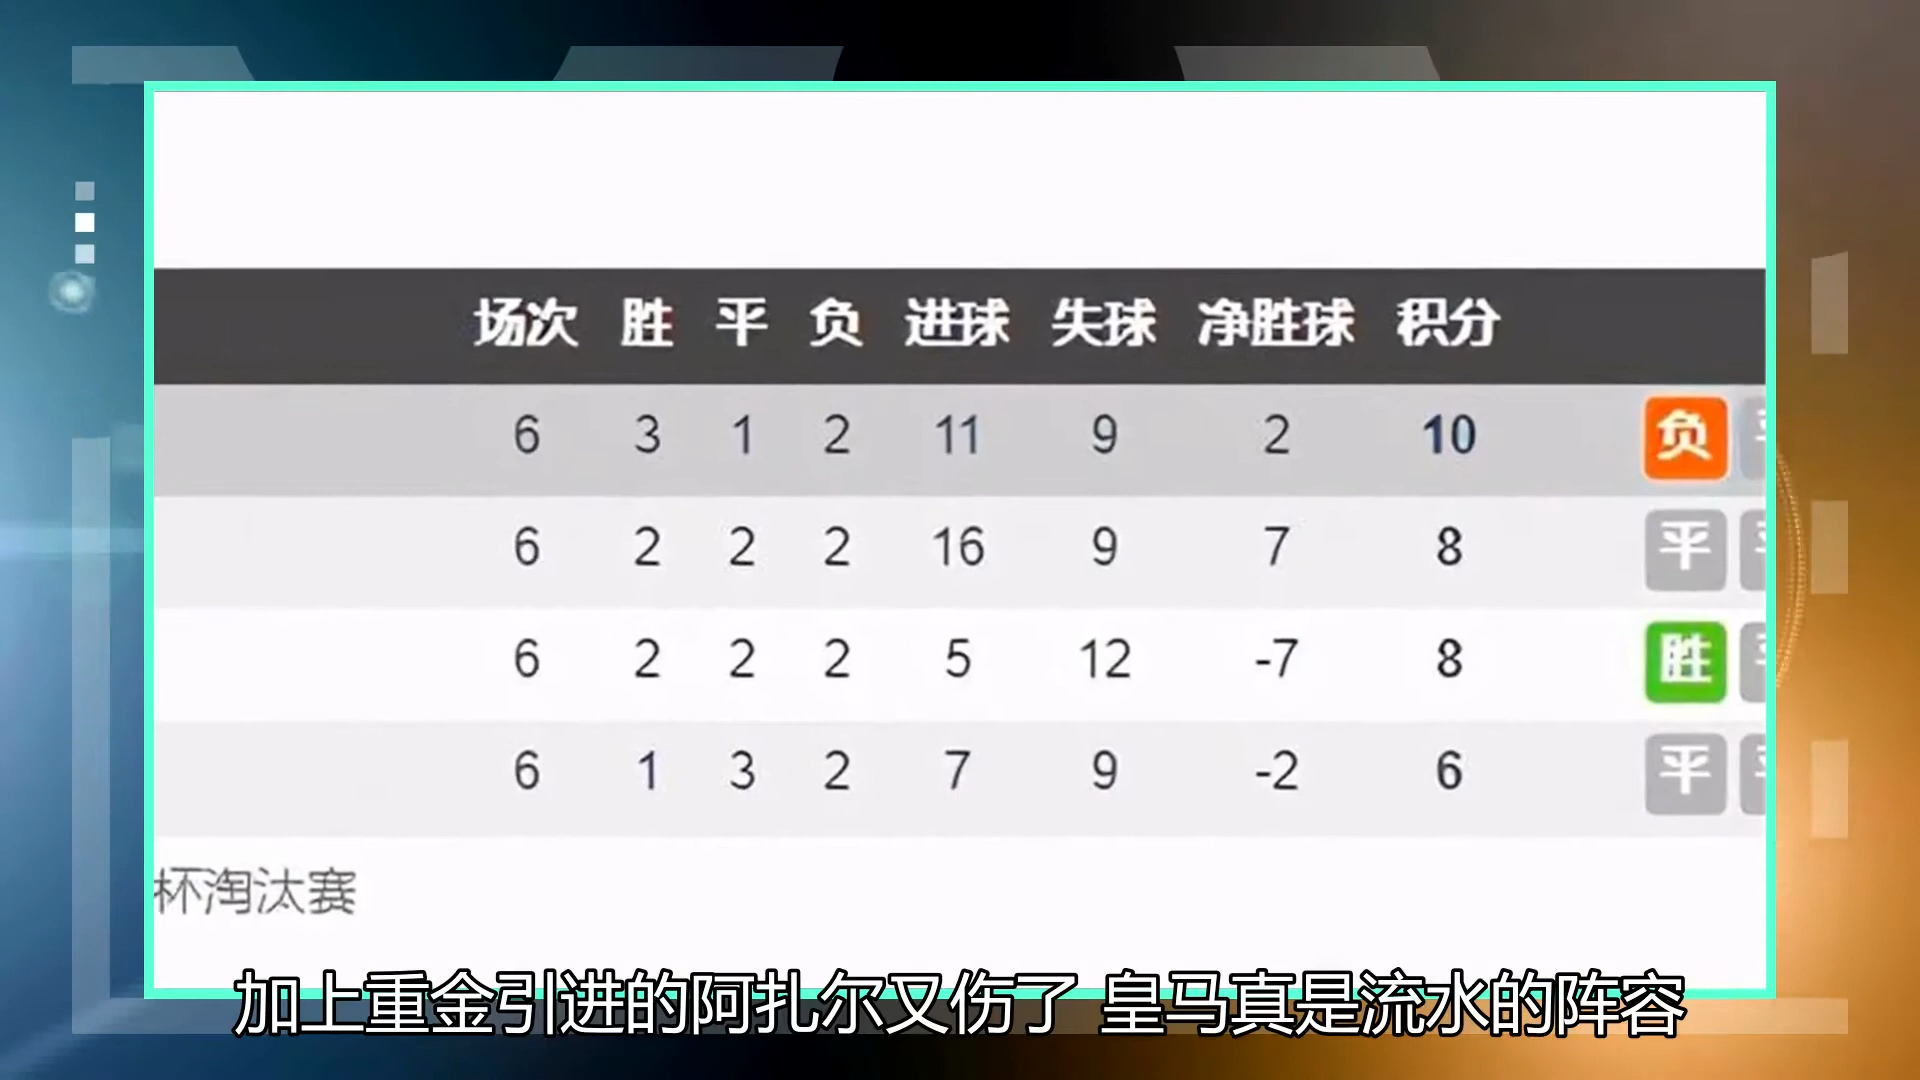 场次 胜 平 负 进球 失球 净胜球 积分
6 3 1 2 11 9 2 10 负
6 2 2 2 16 9 7 8 平
6 2 2 2 5 12 -7 8 胜
6 1 3 2 7 9 -2 6 平
杯淘汰赛
加上重金引进的阿扎尔又伤了 皇马真是流水的阵容